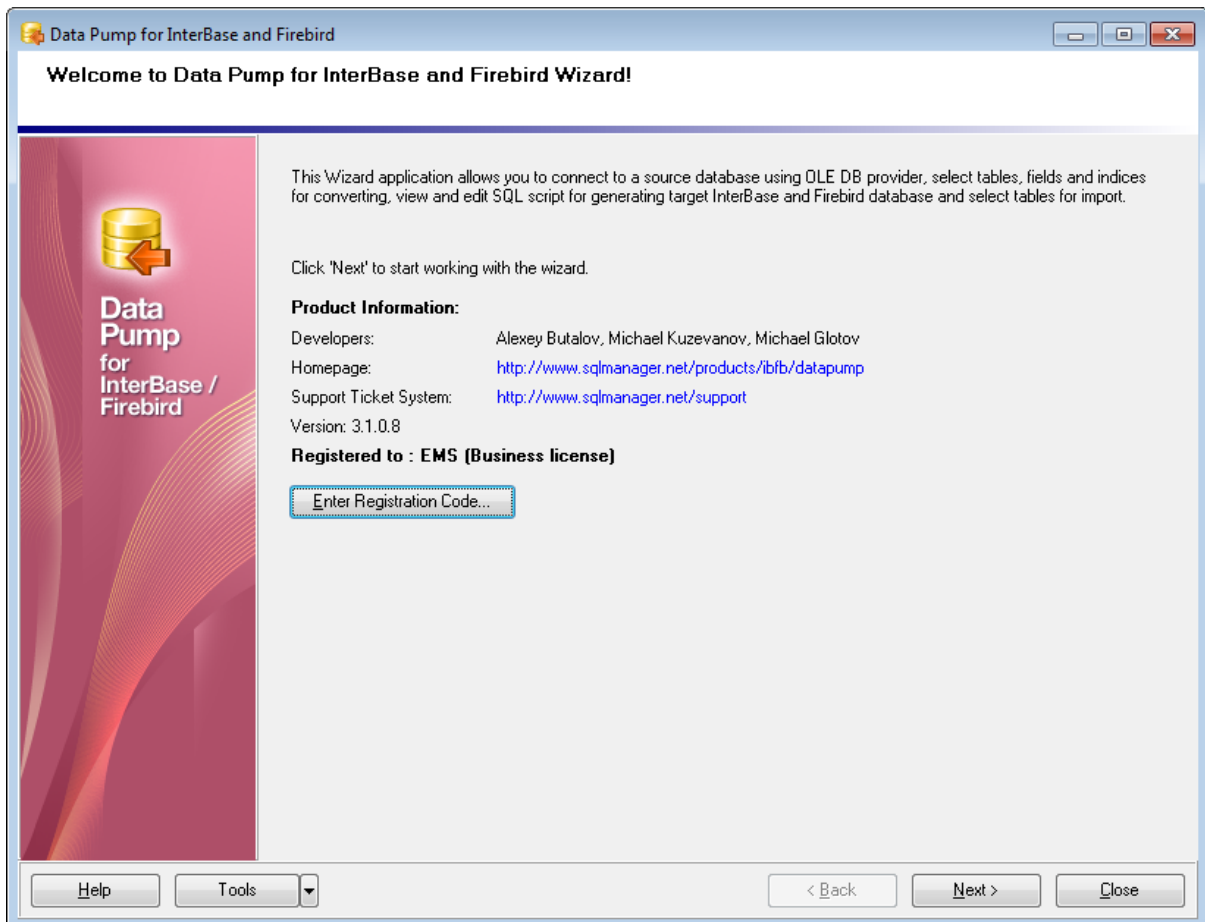 Data Pump for InterBase and Firebird
Welcome to Data Pump for InterBase and Firebird Wizard!
This Wizard application allows you to connect to a source database using OLE DB provider, select tables, fields and indices
for converting, view and edit SQL script for generating target InterBase and Firebird database and select tables for import.
Click 'Next' to start working with the wizard.
Data
Pump
for
InterBase /
Firebird
Product Information:
Developers: Alexey Butalov, Michael Kuzevanov, Michael Glotov
Homepage: http://www.sqlmanager.net/products/ibfb/datapump
Support Ticket System: http://www.sqlmanager.net/support
Version: 3.1.0.8
Registered to : EMS (Business license)
Enter Registration Code...
Help Tools < Back Next > Close